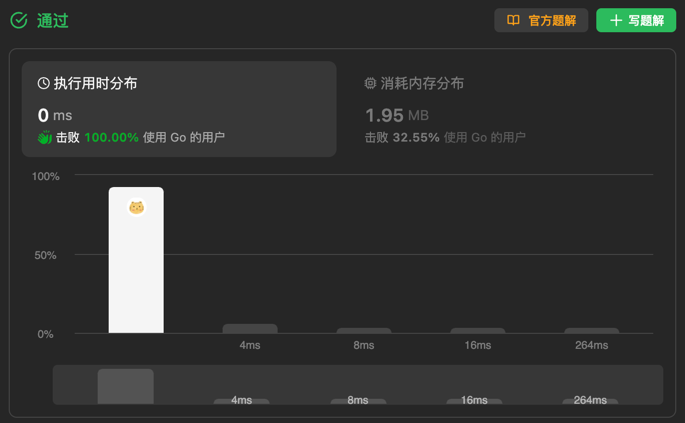 通过
官方题解
写题解
执行用时分布
0 ms
击败 100.00% 使用 Go 的用户
消耗内存分布
1.95 MB
击败 32.55% 使用 Go 的用户
100%
50%
0%
4ms 8ms 16ms 264ms
4ms 8ms 16ms 264ms